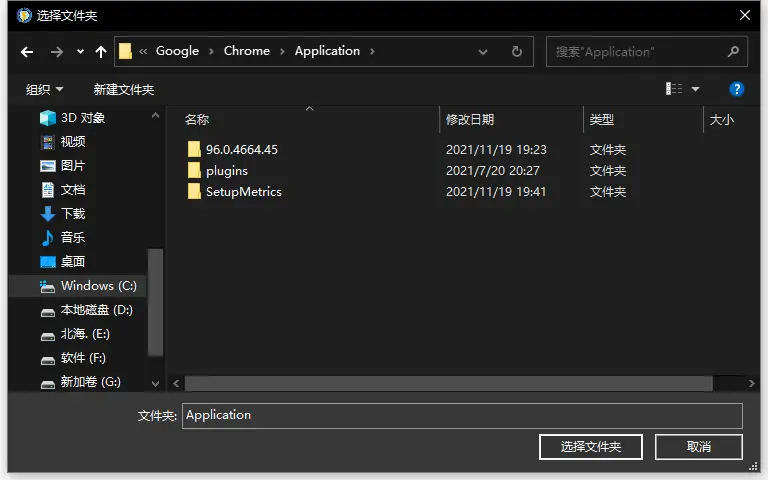 选择文件夹
« Google › Chrome › Application ›
搜索"Application"
组织
新建文件夹
名称 修改日期 类型 大小
96.0.4664.45 2021/11/19 19:23 文件夹
plugins 2021/7/20 20:27 文件夹
SetupMetrics 2021/11/19 19:41 文件夹
3D 对象
视频
图片
文档
下载
音乐
桌面
Windows (C:)
本地磁盘 (D:)
北海. (E:)
软件 (F:)
新加卷 (G:)
文件夹: Application
选择文件夹 取消